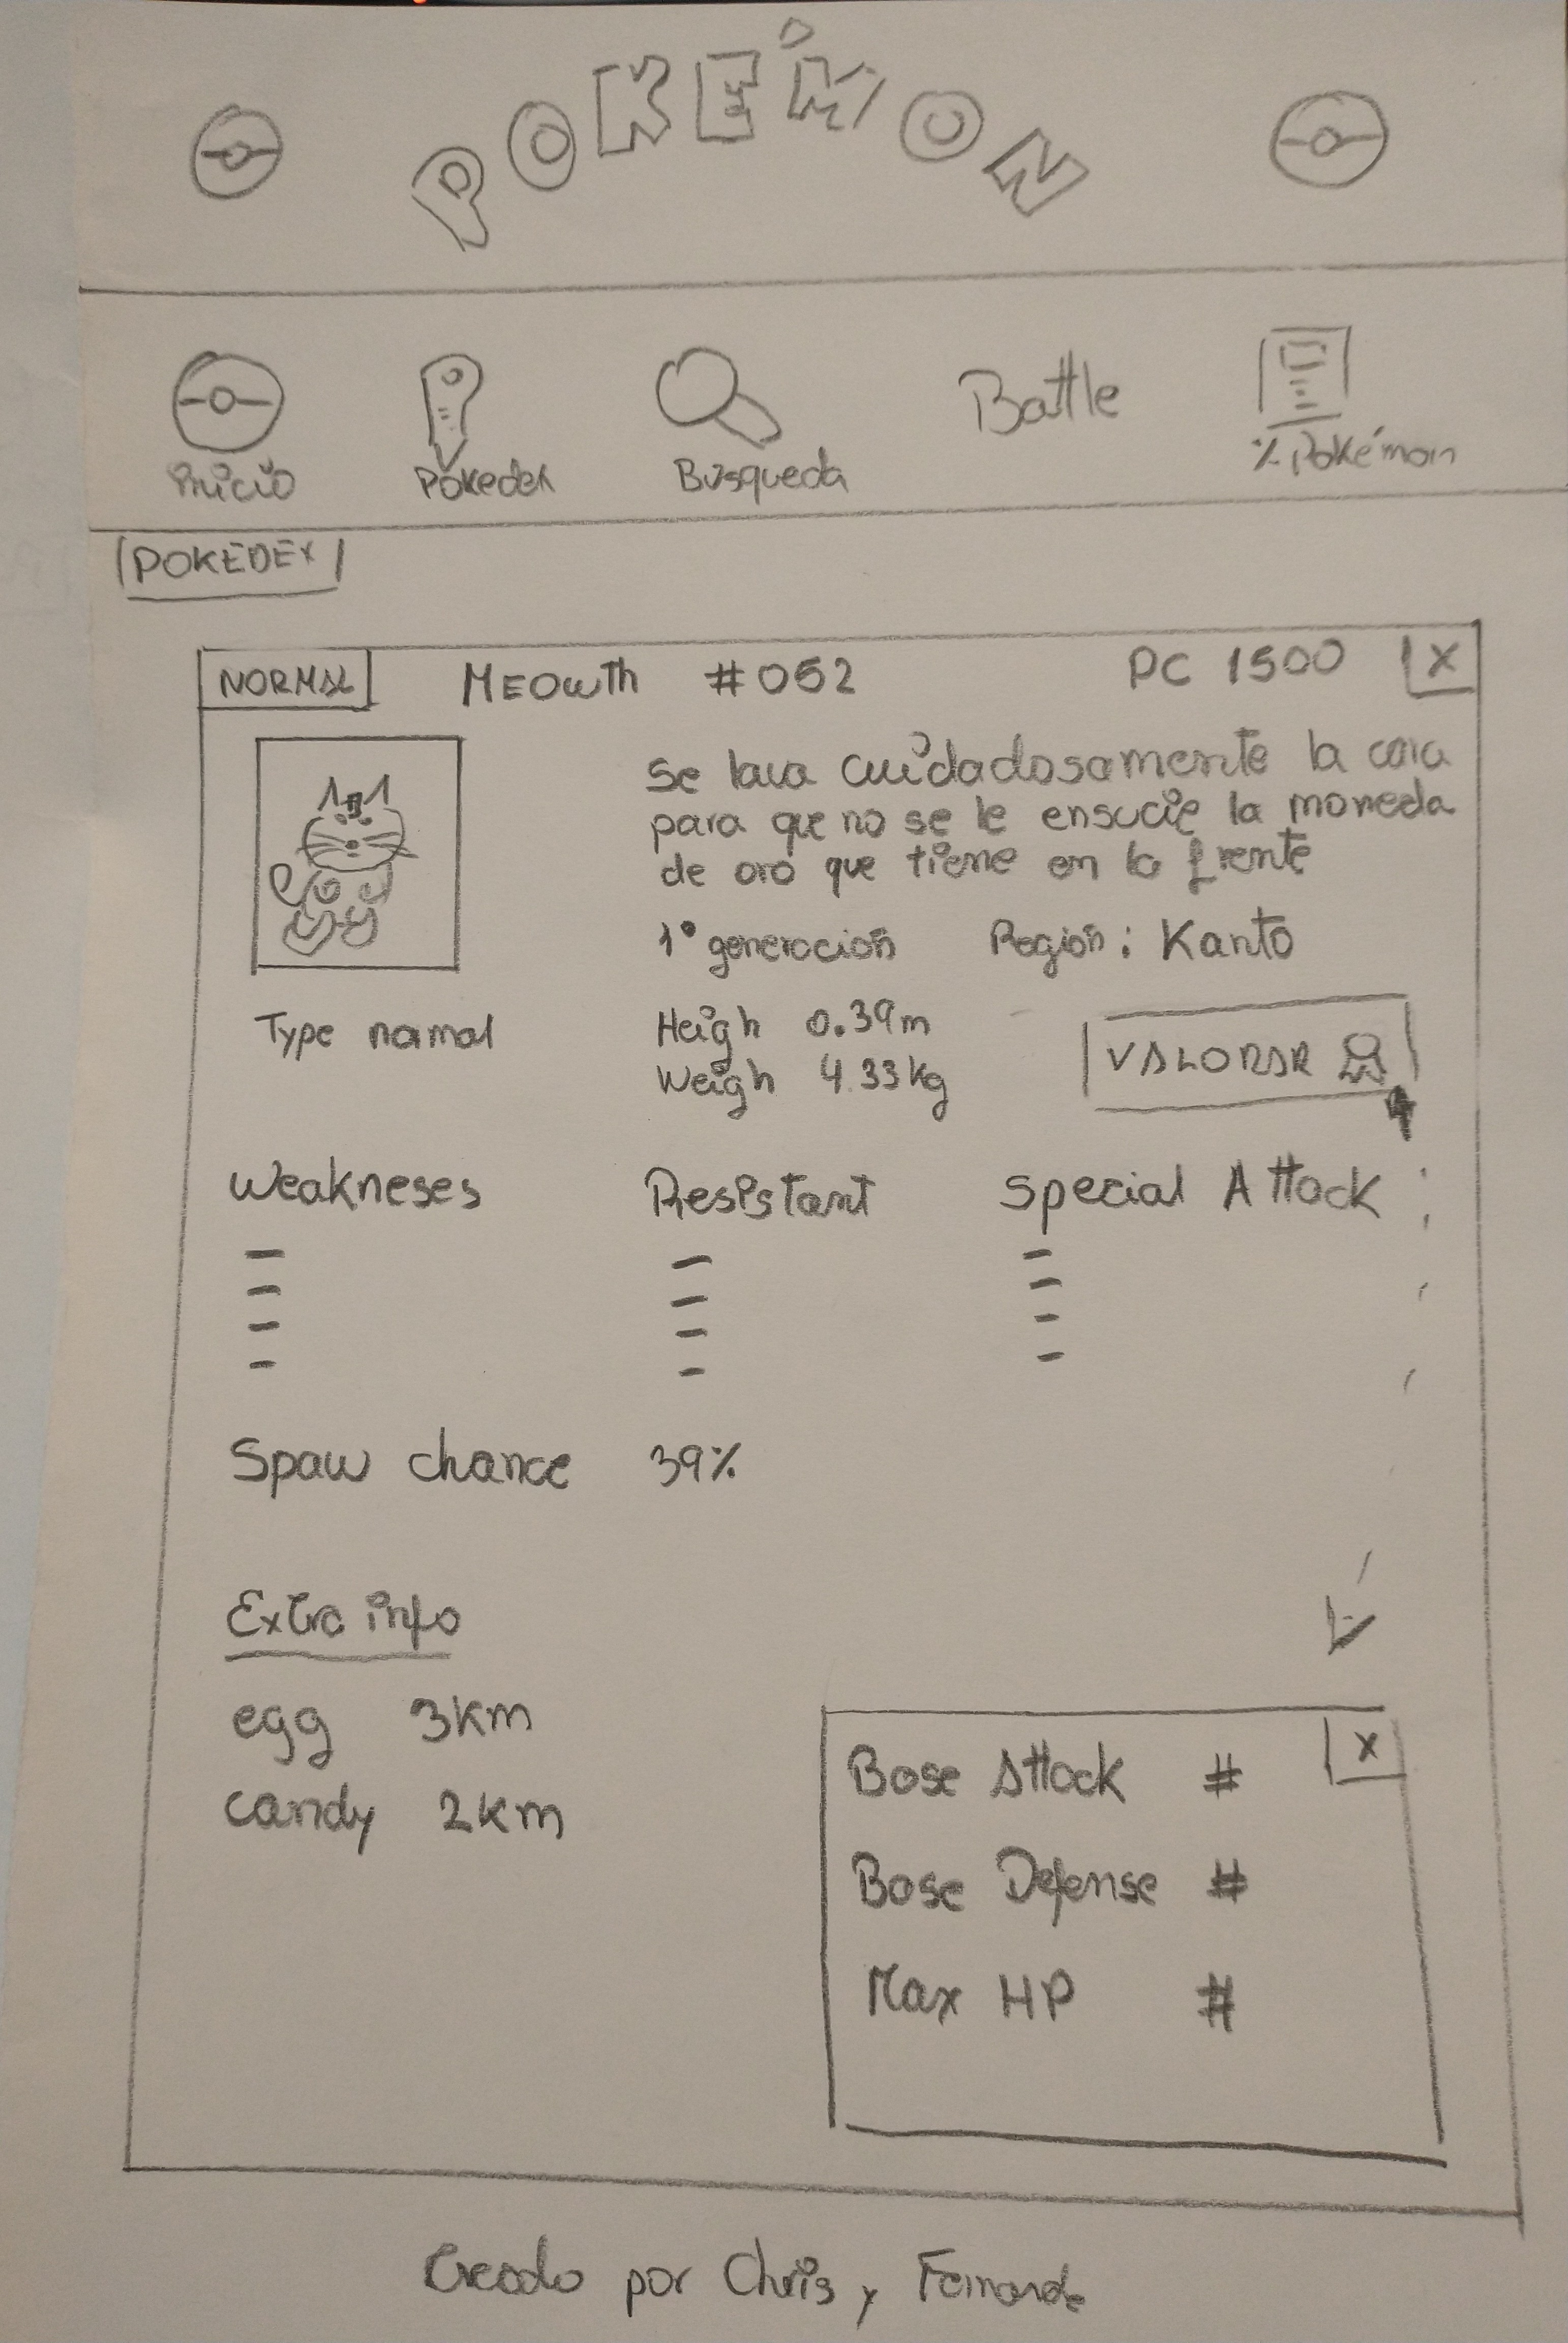 POKÉMON
Inicio Pokedex Búsqueda Battle % Pokémon
POKEDEX
NORMAL MEOWTH #052 PC 1500 X
Se lava cuidadosamente la cara
para que no se le ensucie la moneda
de oro que tiene en la frente
1º generación Región: Kanto
Type normal Heigh 0.39m
Weigh 4.33kg VALORAR
Weakneses Resistant Special Attack
Spaw chance 39%
Extra info
egg 3km
candy 2km
X
Base Attack #
Base Defense #
Max HP #
Creado por Chris y Fernanda